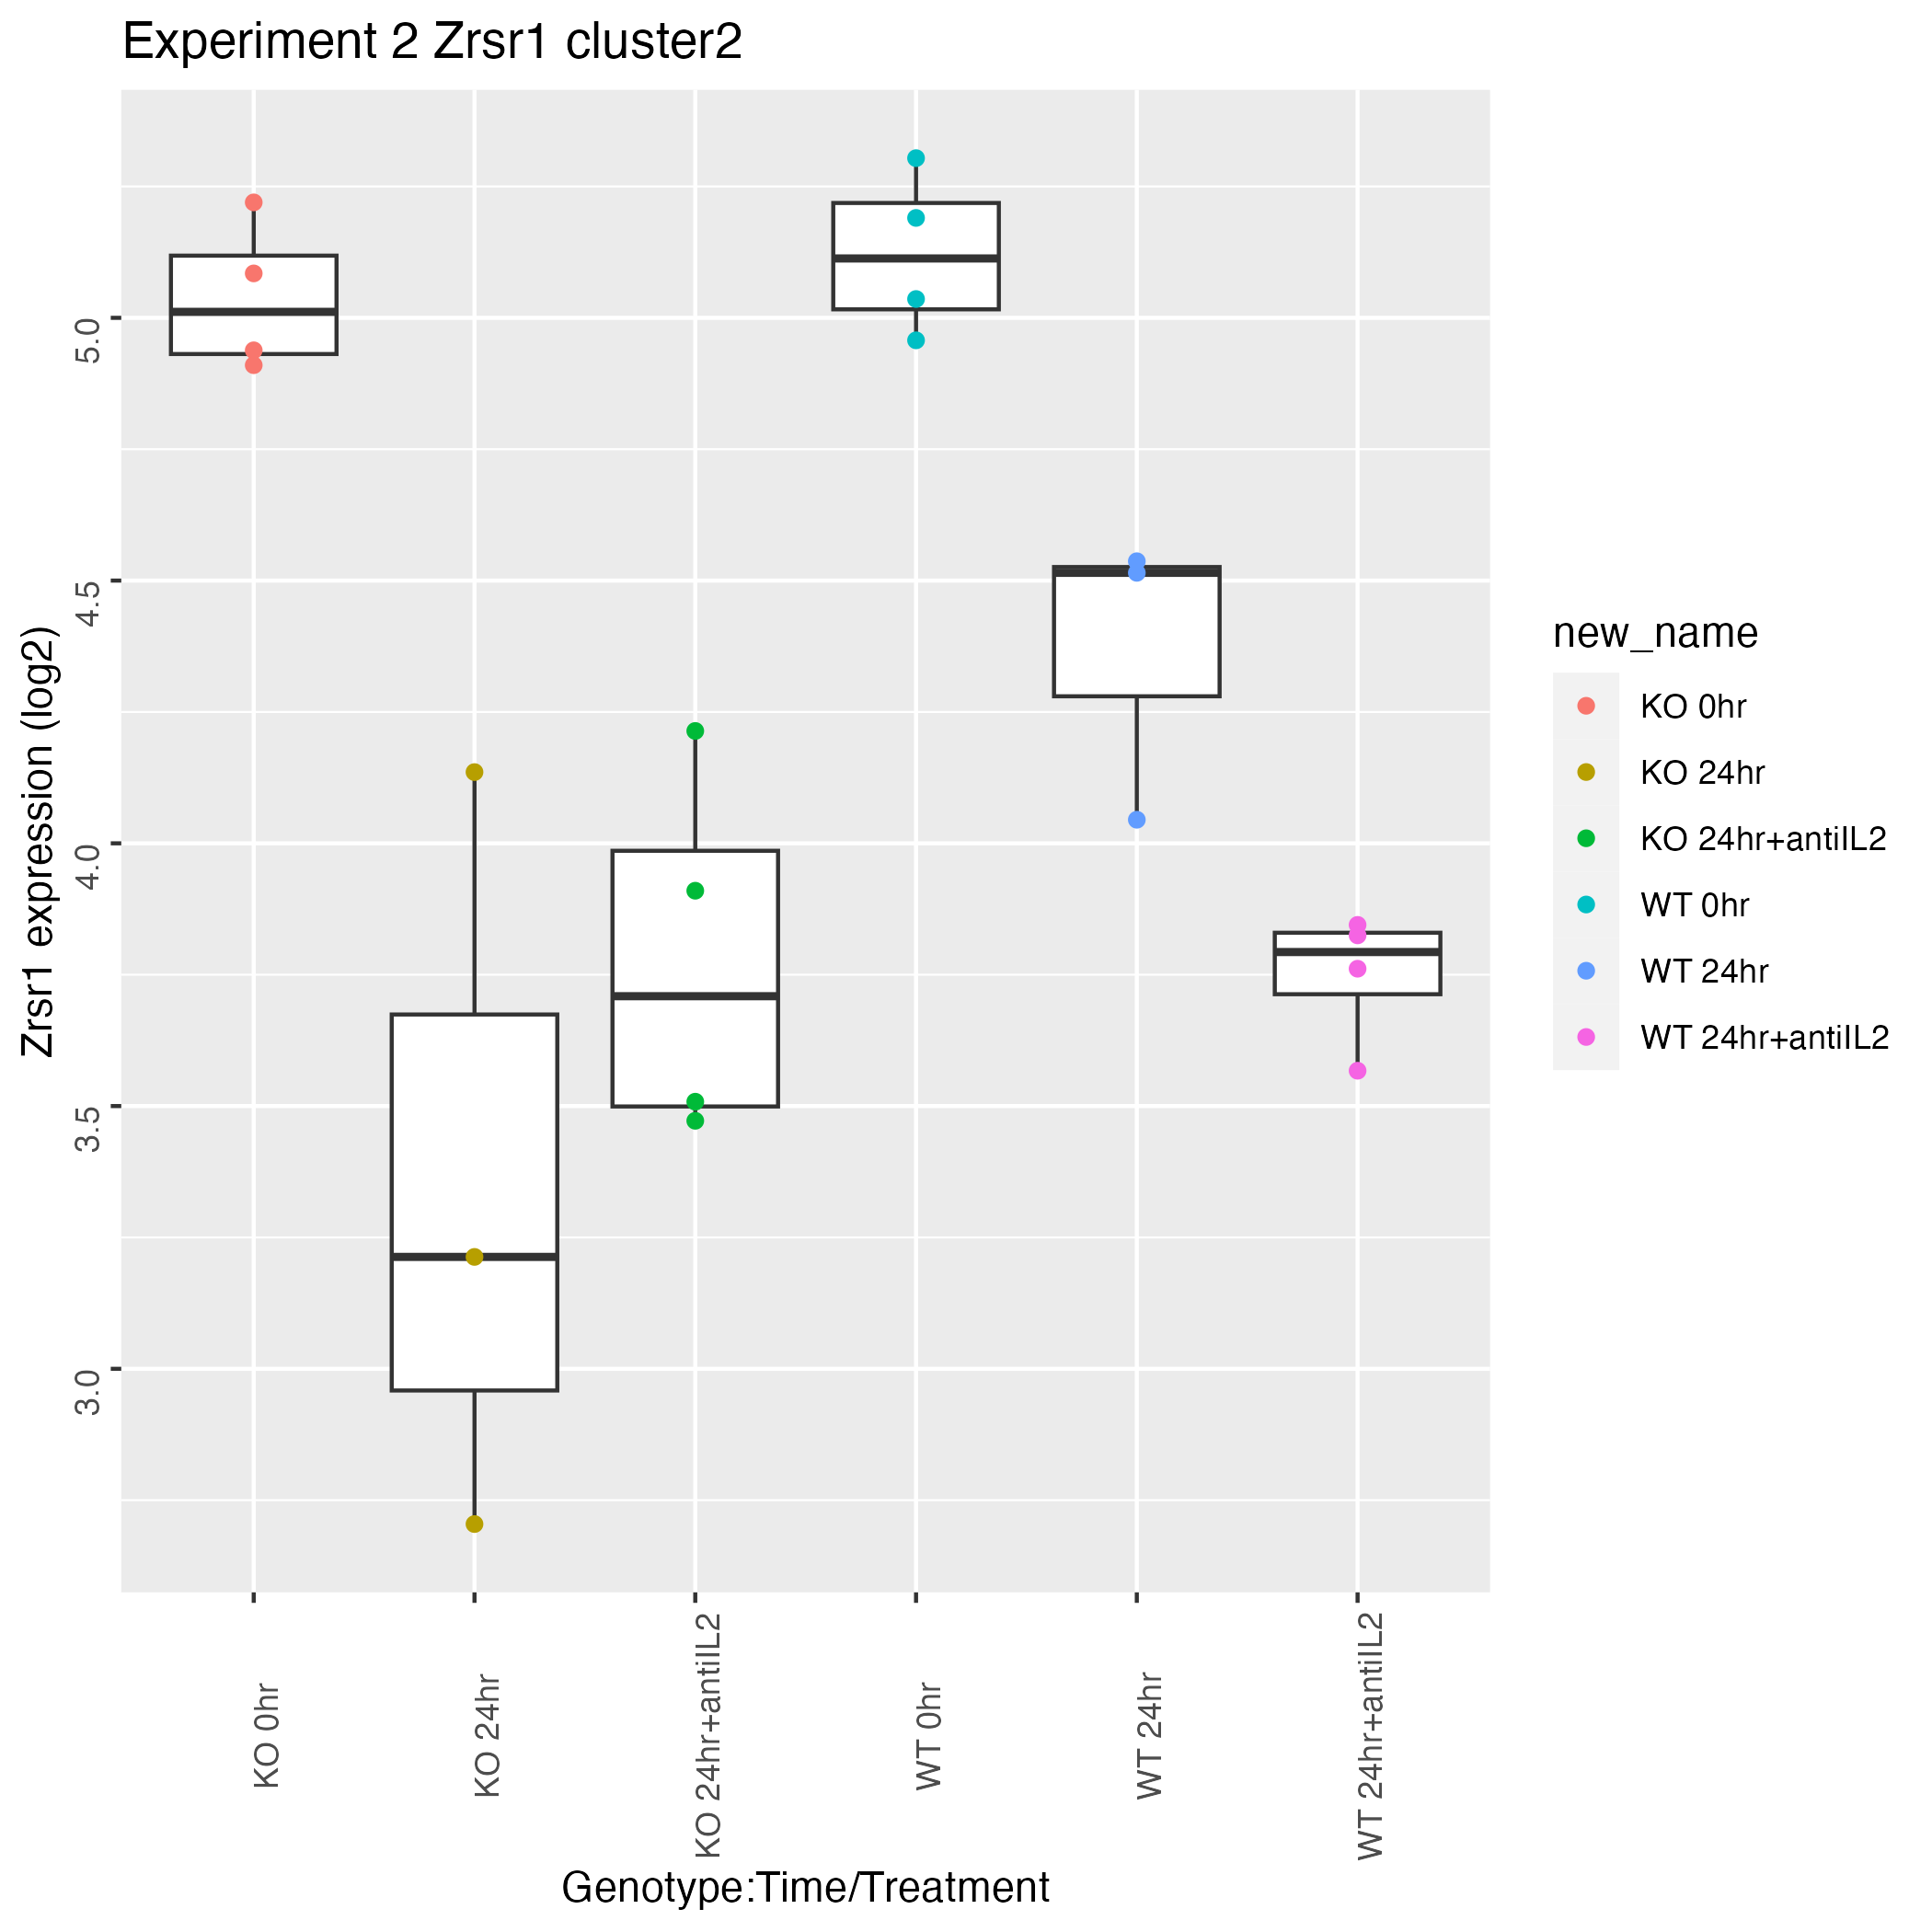 Experiment 2 Zrsr1 cluster2
Zrsr1 expression (log2)
5.0
4.5
4.0
3.5
3.0
KO 0hr
KO 24hr
KO 24hr+antiIL2
WT 0hr
WT 24hr
WT 24hr+antiIL2
Genotype:Time/Treatment
new_name
KO 0hr
KO 24hr
KO 24hr+antiIL2
WT 0hr
WT 24hr
WT 24hr+antiIL2